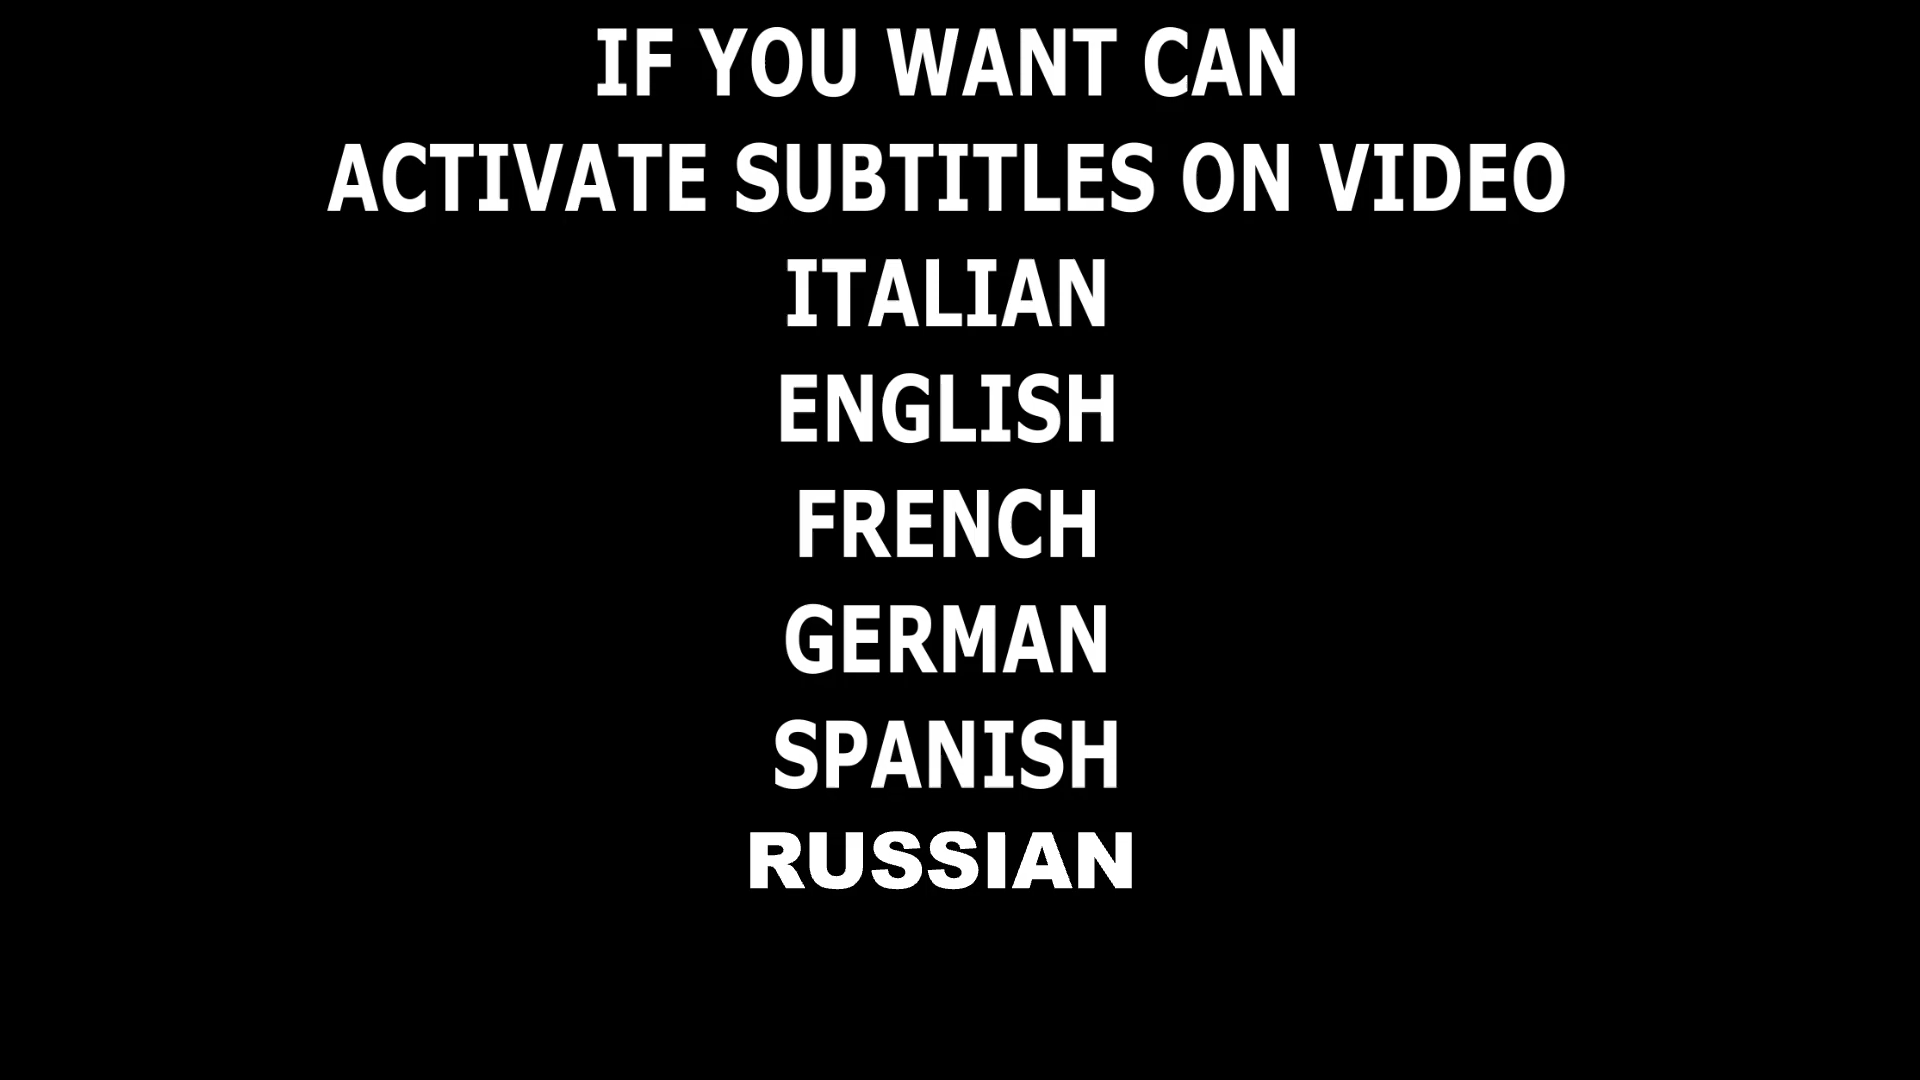 IF YOU WANT CAN
ACTIVATE SUBTITLES ON VIDEO
ITALIAN
ENGLISH
FRENCH
GERMAN
SPANISH
RUSSIAN